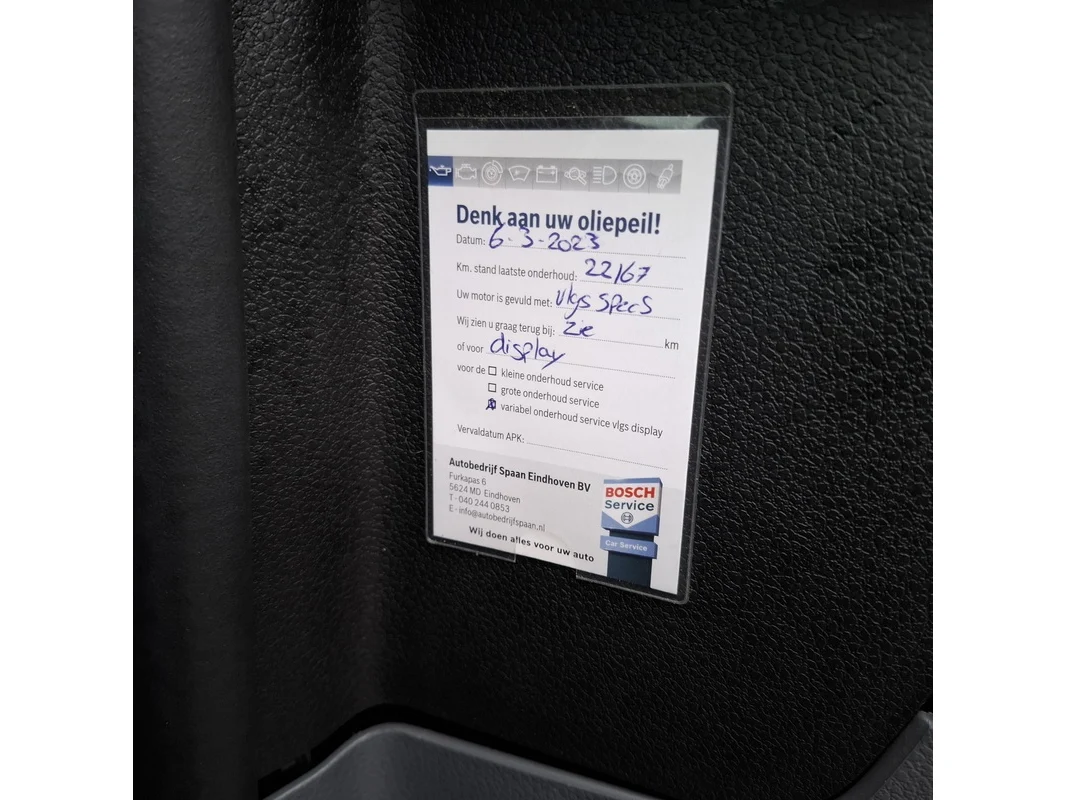 Denk aan uw oliepeil!
Datum: 6-3-2023
Km. stand laatste onderhoud: 22167
Uw motor is gevuld met: vlgs specs
Wij zien u graag terug bij: zie km
of voor display
voor de kleine onderhoud service
grote onderhoud service
variabel onderhoud service vlgs display
Vervaldatum APK:
Autobedrijf Spaan Eindhoven BV
Furkapas 6
5624 MD Eindhoven
T - 040 244 0853
E - info@autobedrijfspaan.nl
Wij doen alles voor uw auto
BOSCH
Service
Car Service